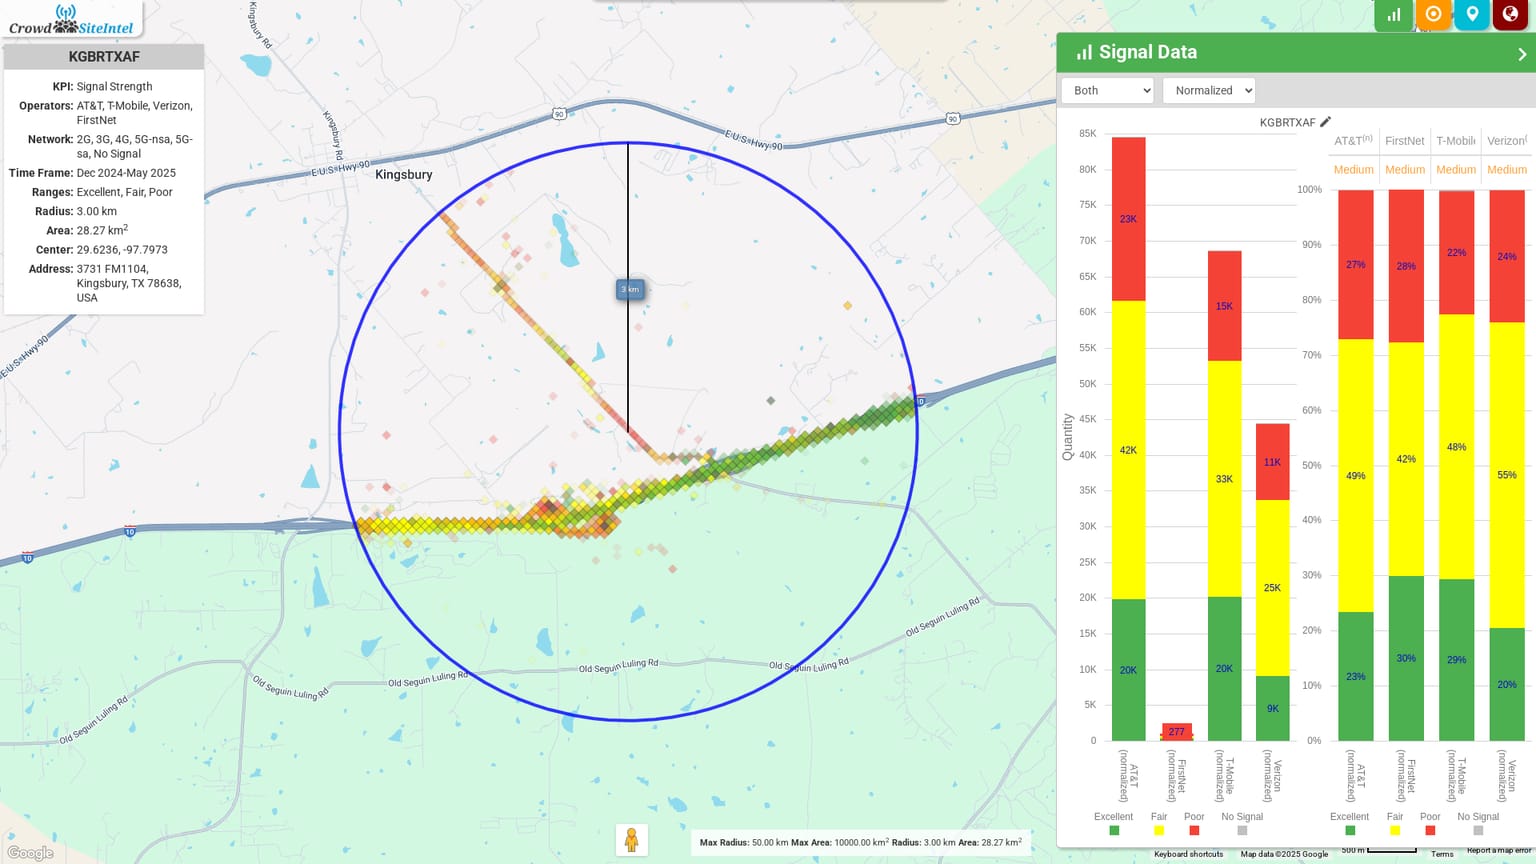 Crowd SiteIntel
KGBRTXAF
KPI: Signal Strength
Operators: AT&T, T-Mobile, Verizon,
FirstNet
Network: 2G, 3G, 4G, 5G-nsa, 5G-
sa, No Signal
Time Frame: Dec 2024-May 2025
Ranges: Excellent, Fair, Poor
Radius: 3.00 km
Area: 28.27 km²
Center: 29.6236, -97.7973
Address: 3731 FM1104,
Kingsbury, TX 78638,
USA
Kingsbury Rd
Kingsbury Rd
90
90
E U.S. Hwy 90
E U.S. Hwy 90
E U.S. Hwy 90
Kingsbury
3 km
10
10
Old Seguin Luling Rd
Old Seguin Luling Rd
Old Seguin Luling Rd
Old Seguin Luling Rd
Old Seguin Luling Rd
Old Seguin Luling Rd
Google
Max Radius: 50.00 km Max Area: 10000.00 km² Radius: 3.00 km Area: 28.27 km²
Signal Data
Both
Normalized
KGBRTXAF
Quantity
85K
80K
75K
70K
65K
60K
55K
50K
45K
40K
35K
30K
25K
20K
15K
10K
5K
0
23K
42K
20K
277
15K
33K
20K
11K
25K
9K
AT&T (normalized)
FirstNet (normalized)
T-Mobile (normalized)
Verizon (normalized)
Excellent Fair Poor No Signal
AT&T(n) FirstNet T-Mobile Verizon(
Medium Medium Medium Medium
100%
90%
80%
70%
60%
50%
40%
30%
20%
10%
0%
27%
49%
23%
28%
42%
30%
22%
48%
29%
24%
55%
20%
AT&T (normalized)
FirstNet (normalized)
T-Mobile (normalized)
Verizon (normalized)
Excellent Fair Poor No Signal
Keyboard shortcuts Map data ©2025 Google 500 m Terms Report a map error